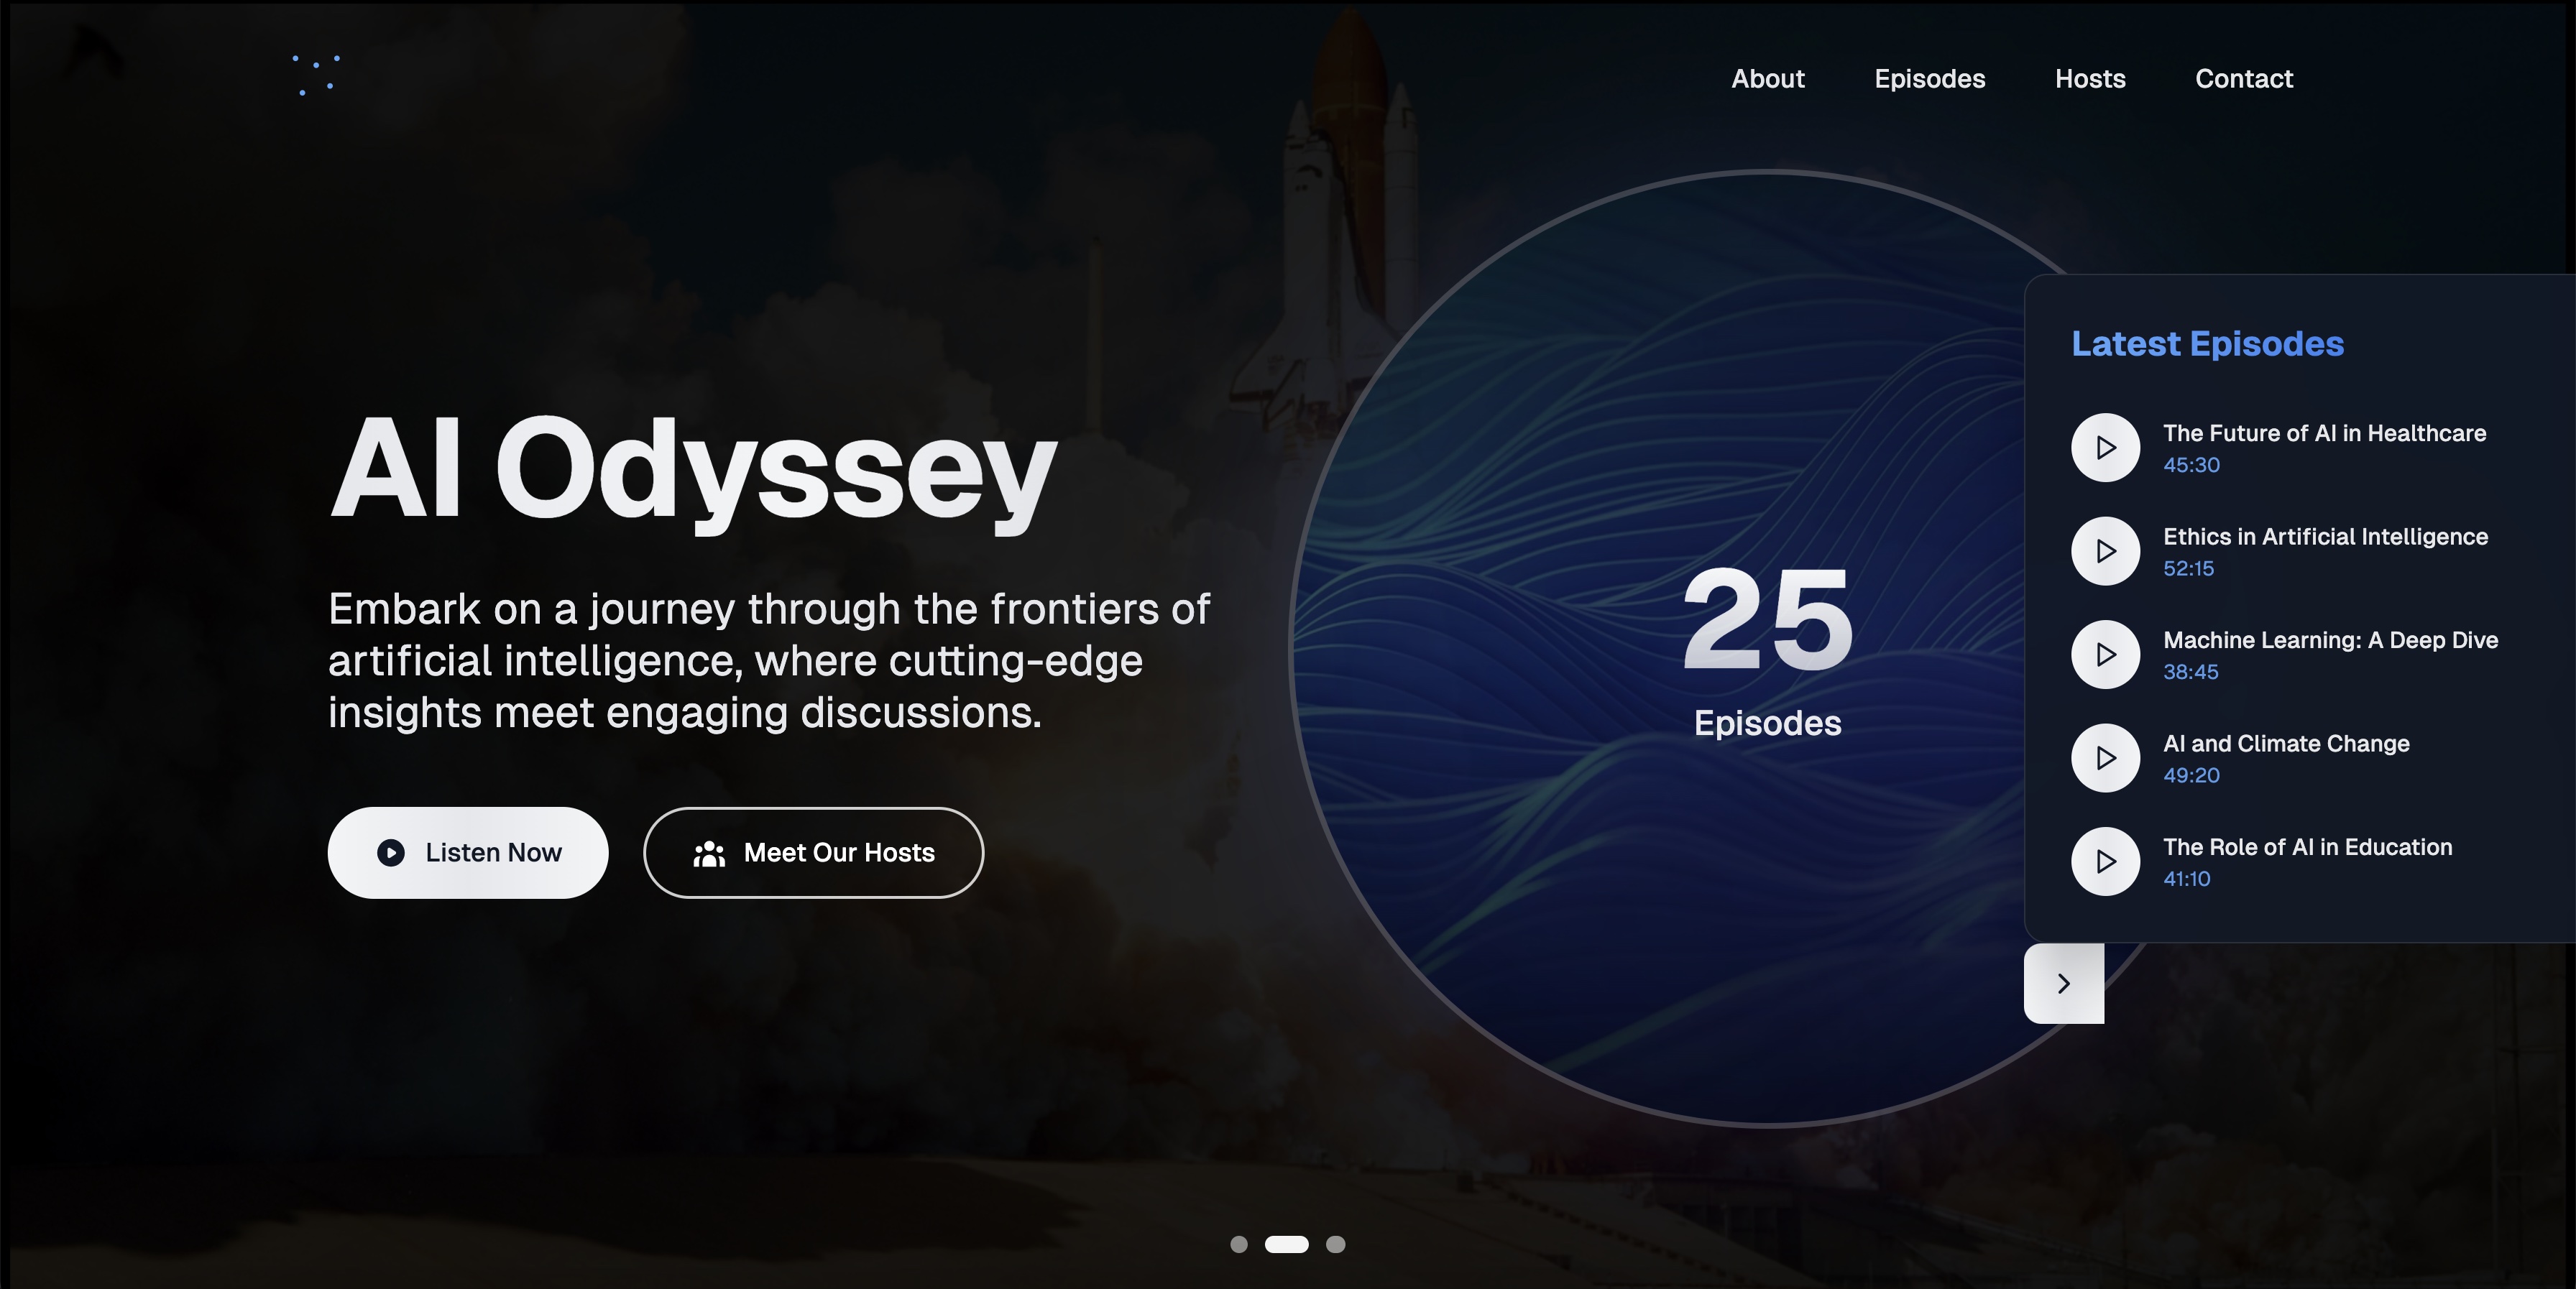 About
Episodes
Hosts
Contact
AI Odyssey
Embark on a journey through the frontiers of
artificial intelligence, where cutting-edge
insights meet engaging discussions.
Listen Now
Meet Our Hosts
25
Episodes
Latest Episodes
The Future of AI in Healthcare
45:30
Ethics in Artificial Intelligence
52:15
Machine Learning: A Deep Dive
38:45
AI and Climate Change
49:20
The Role of AI in Education
41:10